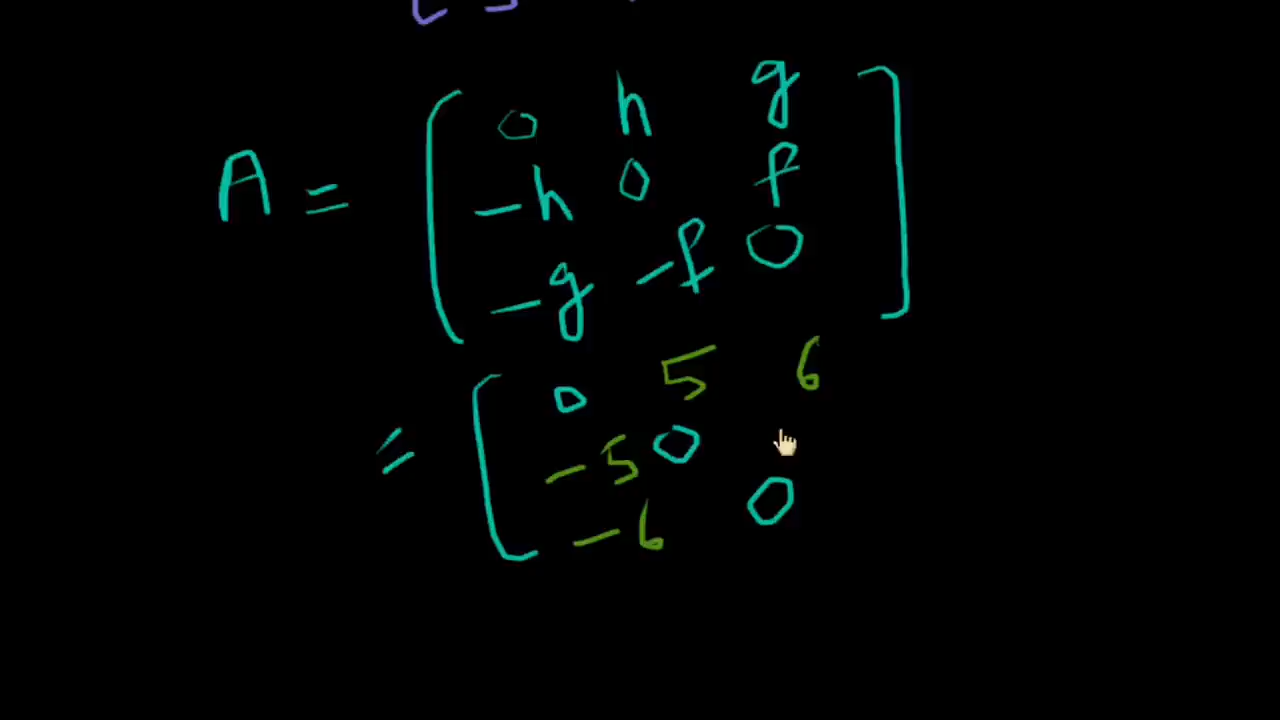 0 h g
A = -h 0 f
-g -f 0
0 5 6
= -5 0
-6 0